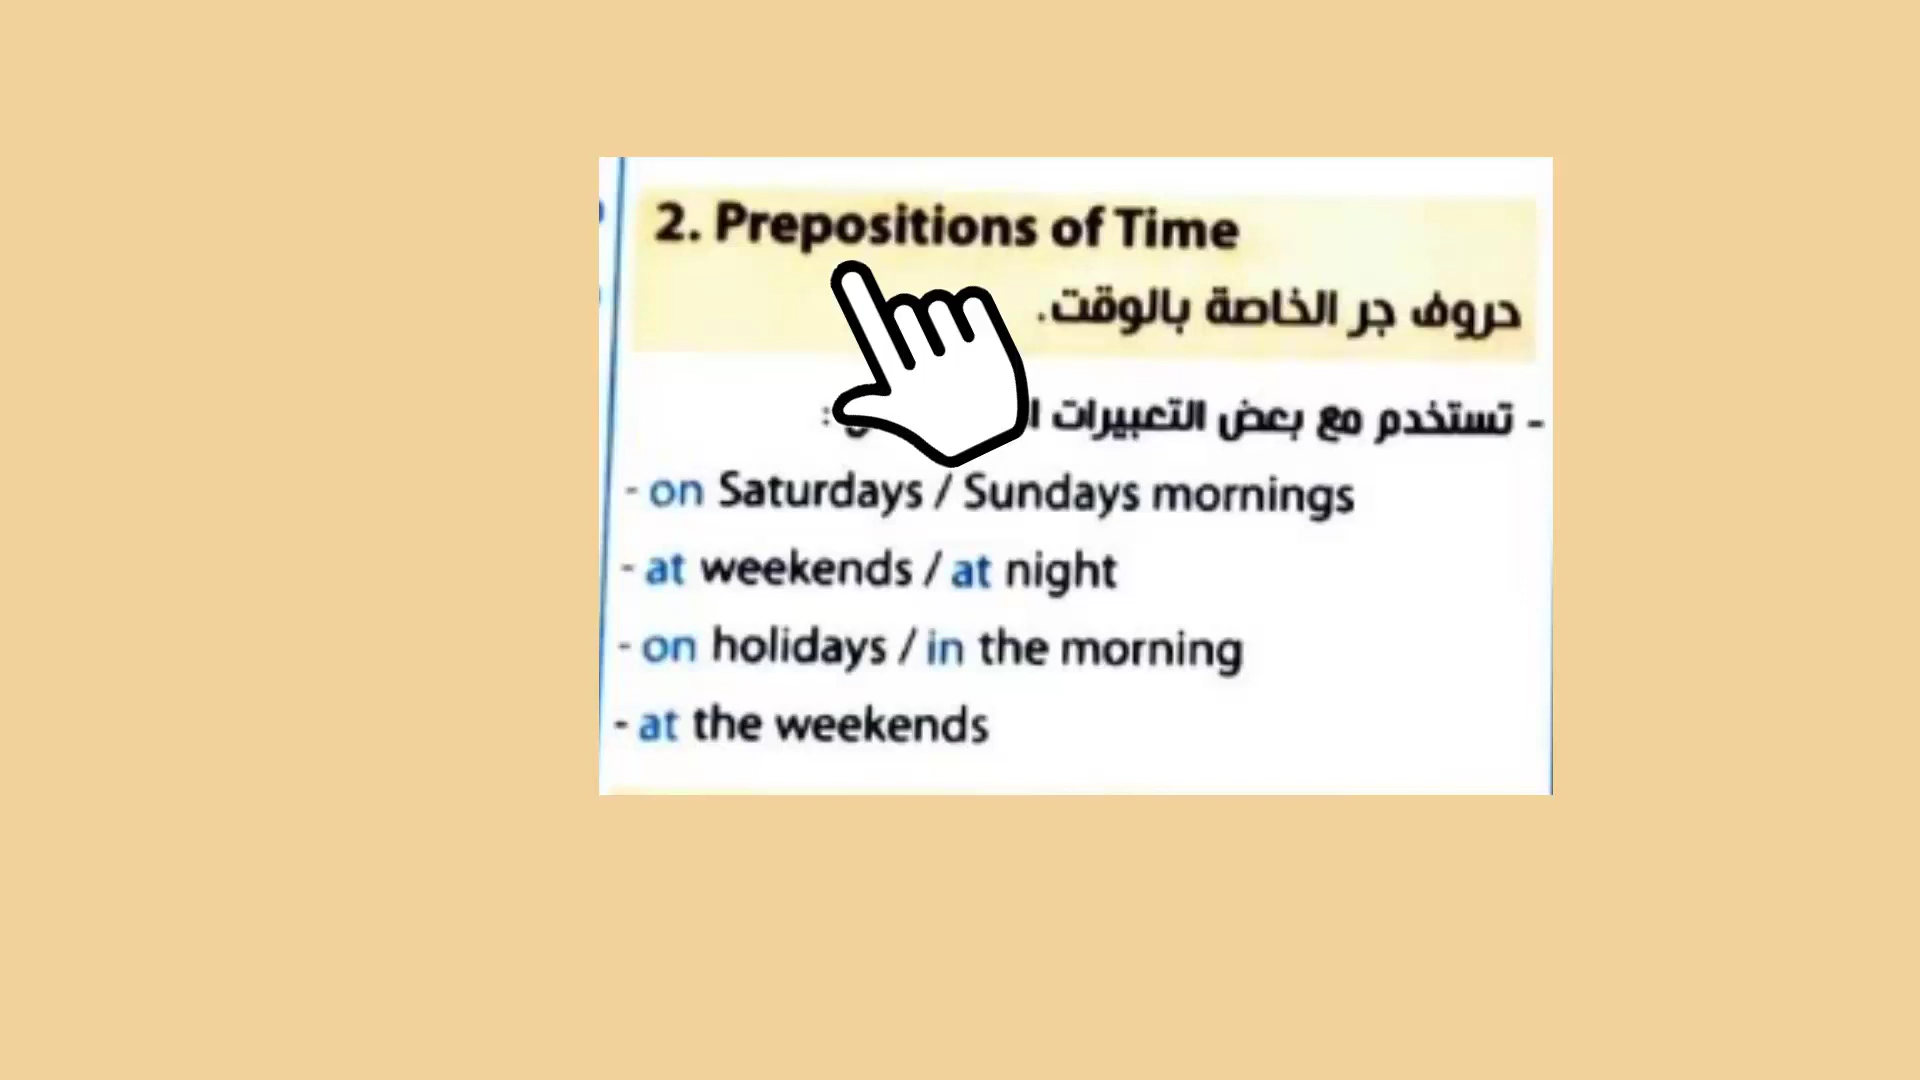 2. Prepositions of Time
حروف جر الخاصة بالوقت.
- تستخدم مع بعض التعبيرات
- on Saturdays / Sundays mornings
- at weekends / at night
- on holidays / in the morning
- at the weekends